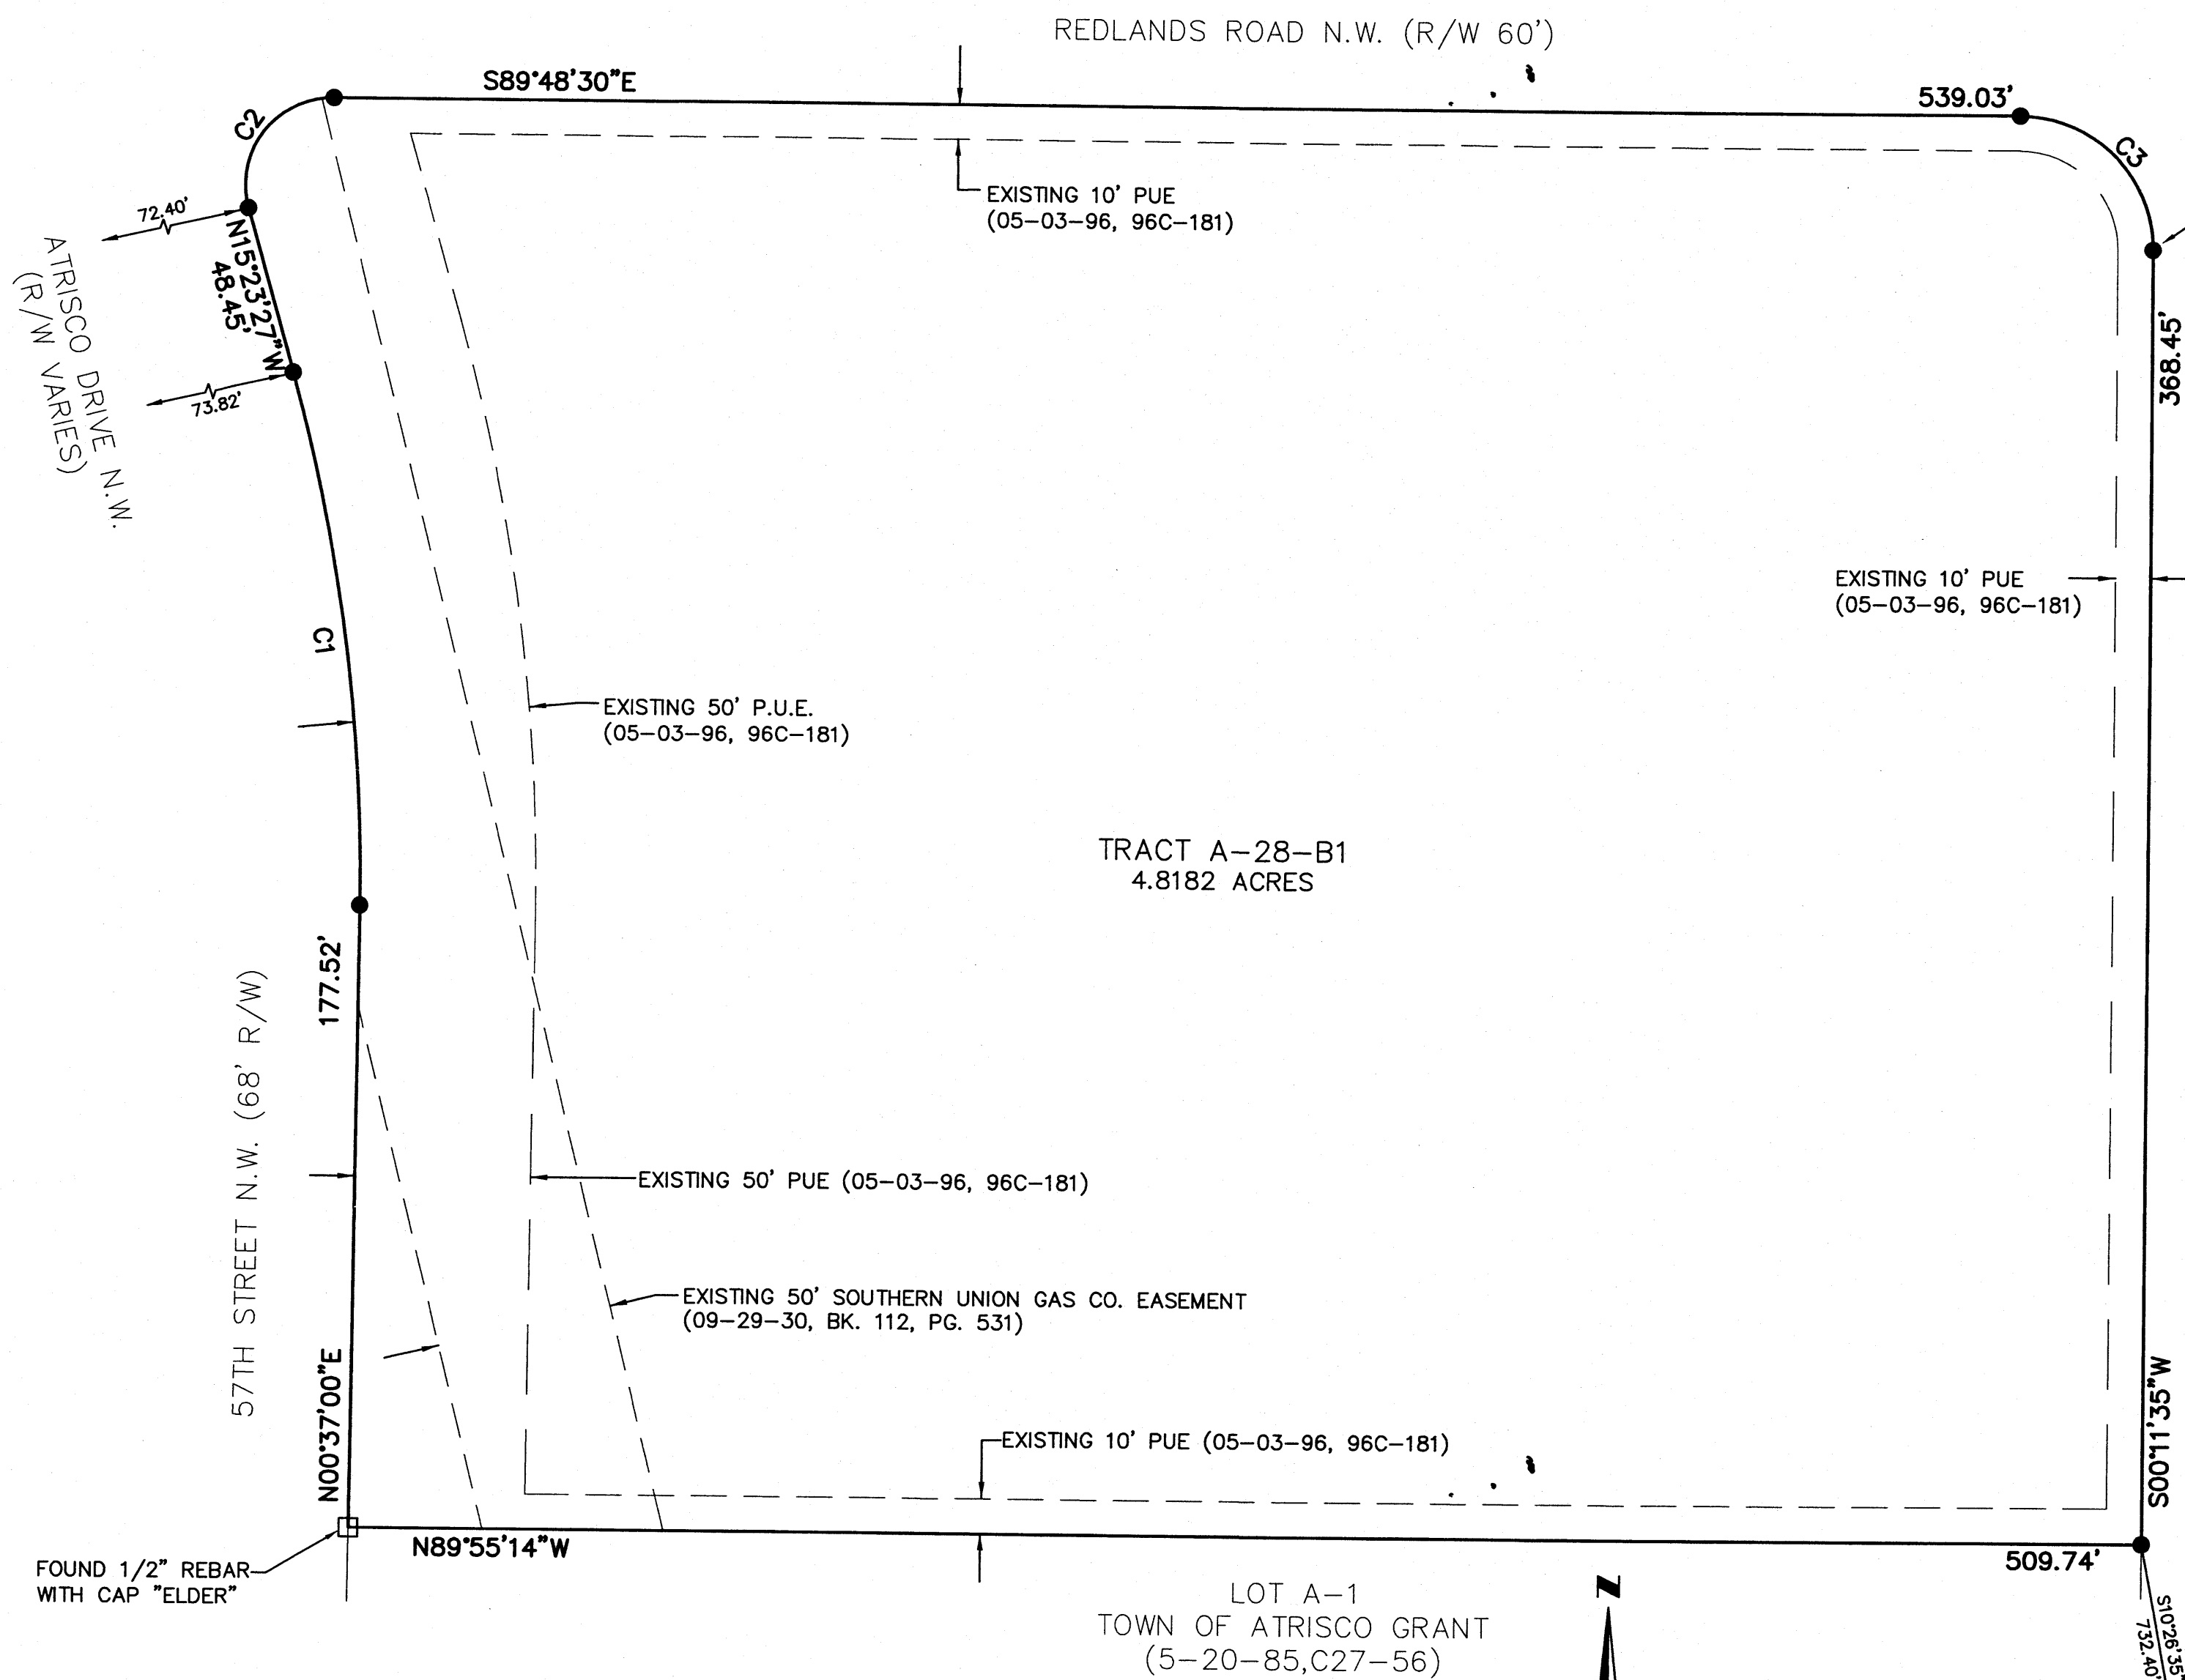 REDLANDS ROAD N.W. (R/W 60')
S89°48'30"E
539.03'
C2
C3
EXISTING 10' PUE
(05-03-96, 96C-181)
72.40'
N15°23'27"W
48.45'
ATRISCO DRIVE N.W.
(R/W VARIES)
73.82'
368.45'
EXISTING 10' PUE
(05-03-96, 96C-181)
C1
EXISTING 50' P.U.E.
(05-03-96, 96C-181)
TRACT A-28-B1
4.8182 ACRES
177.52'
57TH STREET N.W. (68' R/W)
EXISTING 50' PUE (05-03-96, 96C-181)
EXISTING 50' SOUTHERN UNION GAS CO. EASEMENT
(09-29-30, BK. 112, PG. 531)
N00°37'00"E
S00°11'35"W
EXISTING 10' PUE (05-03-96, 96C-181)
N89°55'14"W
509.74'
FOUND 1/2" REBAR
WITH CAP "ELDER"
LOT A-1
TOWN OF ATRISCO GRANT
(5-20-85,C27-56)
N
S10°26'35"
732.40'